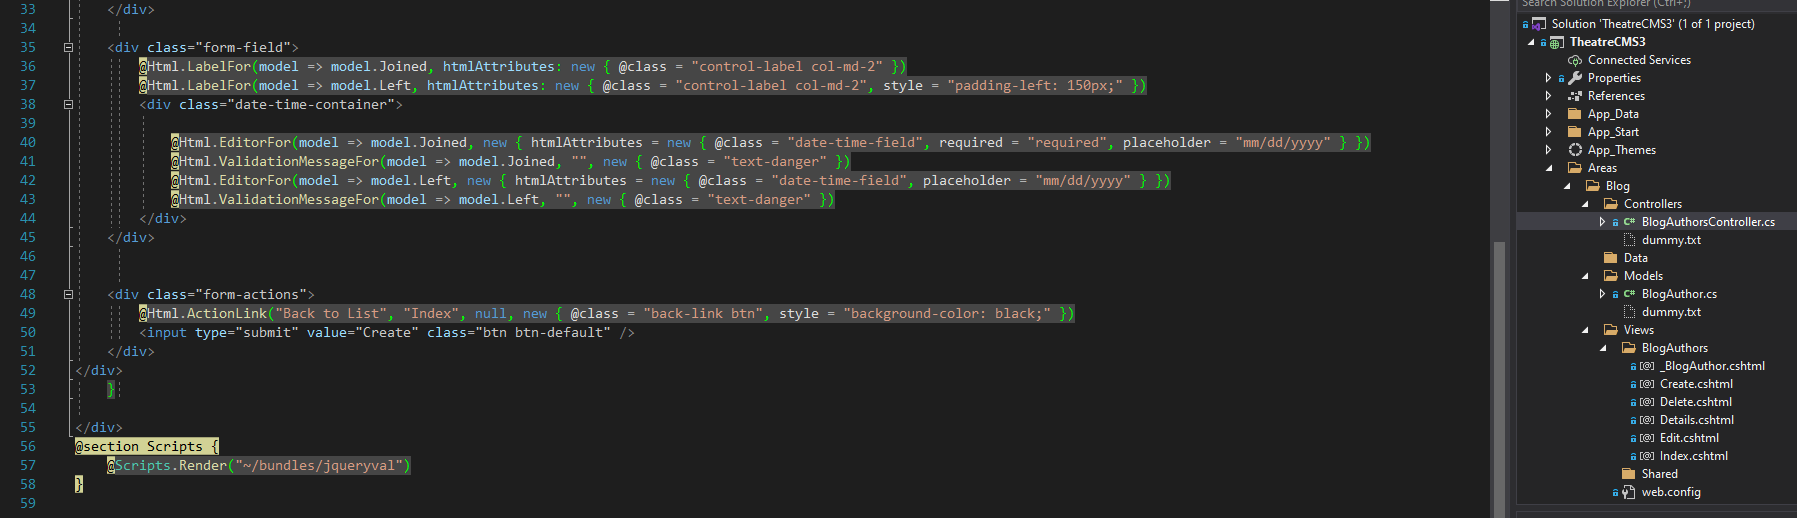 33 </div>
34
35 <div class="form-field">
36 @Html.LabelFor(model => model.Joined, htmlAttributes: new { @class = "control-label col-md-2" })
37 @Html.LabelFor(model => model.Left, htmlAttributes: new { @class = "control-label col-md-2", style = "padding-left: 150px;" })
38 <div class="date-time-container">
39
40 @Html.EditorFor(model => model.Joined, new { htmlAttributes = new { @class = "date-time-field", required = "required", placeholder = "mm/dd/yyyy" } })
41 @Html.ValidationMessageFor(model => model.Joined, "", new { @class = "text-danger" })
42 @Html.EditorFor(model => model.Left, new { htmlAttributes = new { @class = "date-time-field", placeholder = "mm/dd/yyyy" } })
43 @Html.ValidationMessageFor(model => model.Left, "", new { @class = "text-danger" })
44 </div>
45 </div>
46
47
48 <div class="form-actions">
49 @Html.ActionLink("Back to List", "Index", null, new { @class = "back-link btn", style = "background-color: black;" })
50 <input type="submit" value="Create" class="btn btn-default" />
51 </div>
52 </div>
53 }
54
55 </div>
56 @section Scripts {
57 @Scripts.Render("~/bundles/jqueryval")
58 }
59
Search Solution Explorer (Ctrl+;)
Solution 'TheatreCMS3' (1 of 1 project)
TheatreCMS3
Connected Services
Properties
References
App_Data
App_Start
App_Themes
Areas
Blog
Controllers
C# BlogAuthorsController.cs
dummy.txt
Data
Models
C# BlogAuthor.cs
dummy.txt
Views
BlogAuthors
[@] _BlogAuthor.cshtml
[@] Create.cshtml
[@] Delete.cshtml
[@] Details.cshtml
[@] Edit.cshtml
[@] Index.cshtml
Shared
web.config